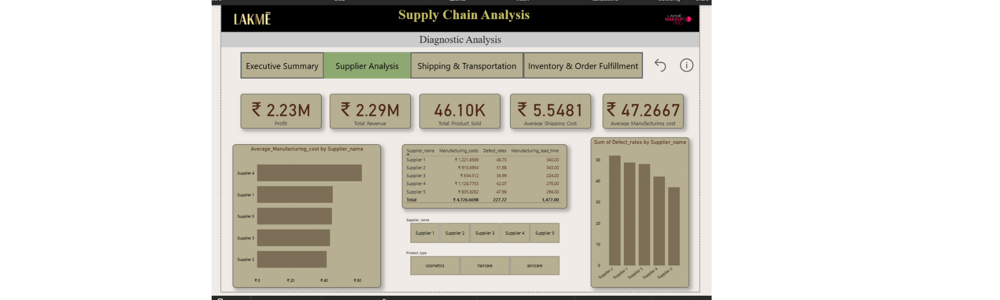 LAKMĒ
Supply Chain Analysis
LAKMĒ
MAKEUP
PRO
Diagnostic Analysis
Executive Summary
Supplier Analysis
Shipping & Transportation
Inventory & Order Fulfillment
₹ 2.23M
Profit
₹ 2.29M
Total Revenue
46.10K
Total Product Sold
₹ 5.5481
Average Shipping Cost
₹ 47.2667
Average Manufacturing cost
Average_Manufacturing_cost by Supplier_name
Supplier 4
Supplier 1
Supplier 5
Supplier 3
Supplier 2
₹ 0 ₹ 20 ₹ 40 ₹ 60
Supplier_name Manufacturing_costs Defect_rates Manufacturing_lead_time
Supplier 1 ₹ 1,221.8589 48.70 340.00
Supplier 2 ₹ 915.6954 51.98 343.00
Supplier 3 ₹ 654.512 36.99 224.00
Supplier 4 ₹ 1,128.7753 42.07 276.00
Supplier 5 ₹ 805.8282 47.98 294.00
Total ₹ 4,726.6698 227.72 1,477.00
Supplier_name
Supplier 1 Supplier 2 Supplier 3 Supplier 4 Supplier 5
Product_type
cosmetics haircare skincare
Sum of Defect_rates by Supplier_name
50
40
30
20
10
0
Supplier 2 Supplier 1 Supplier 5 Supplier 4 Supplier 3